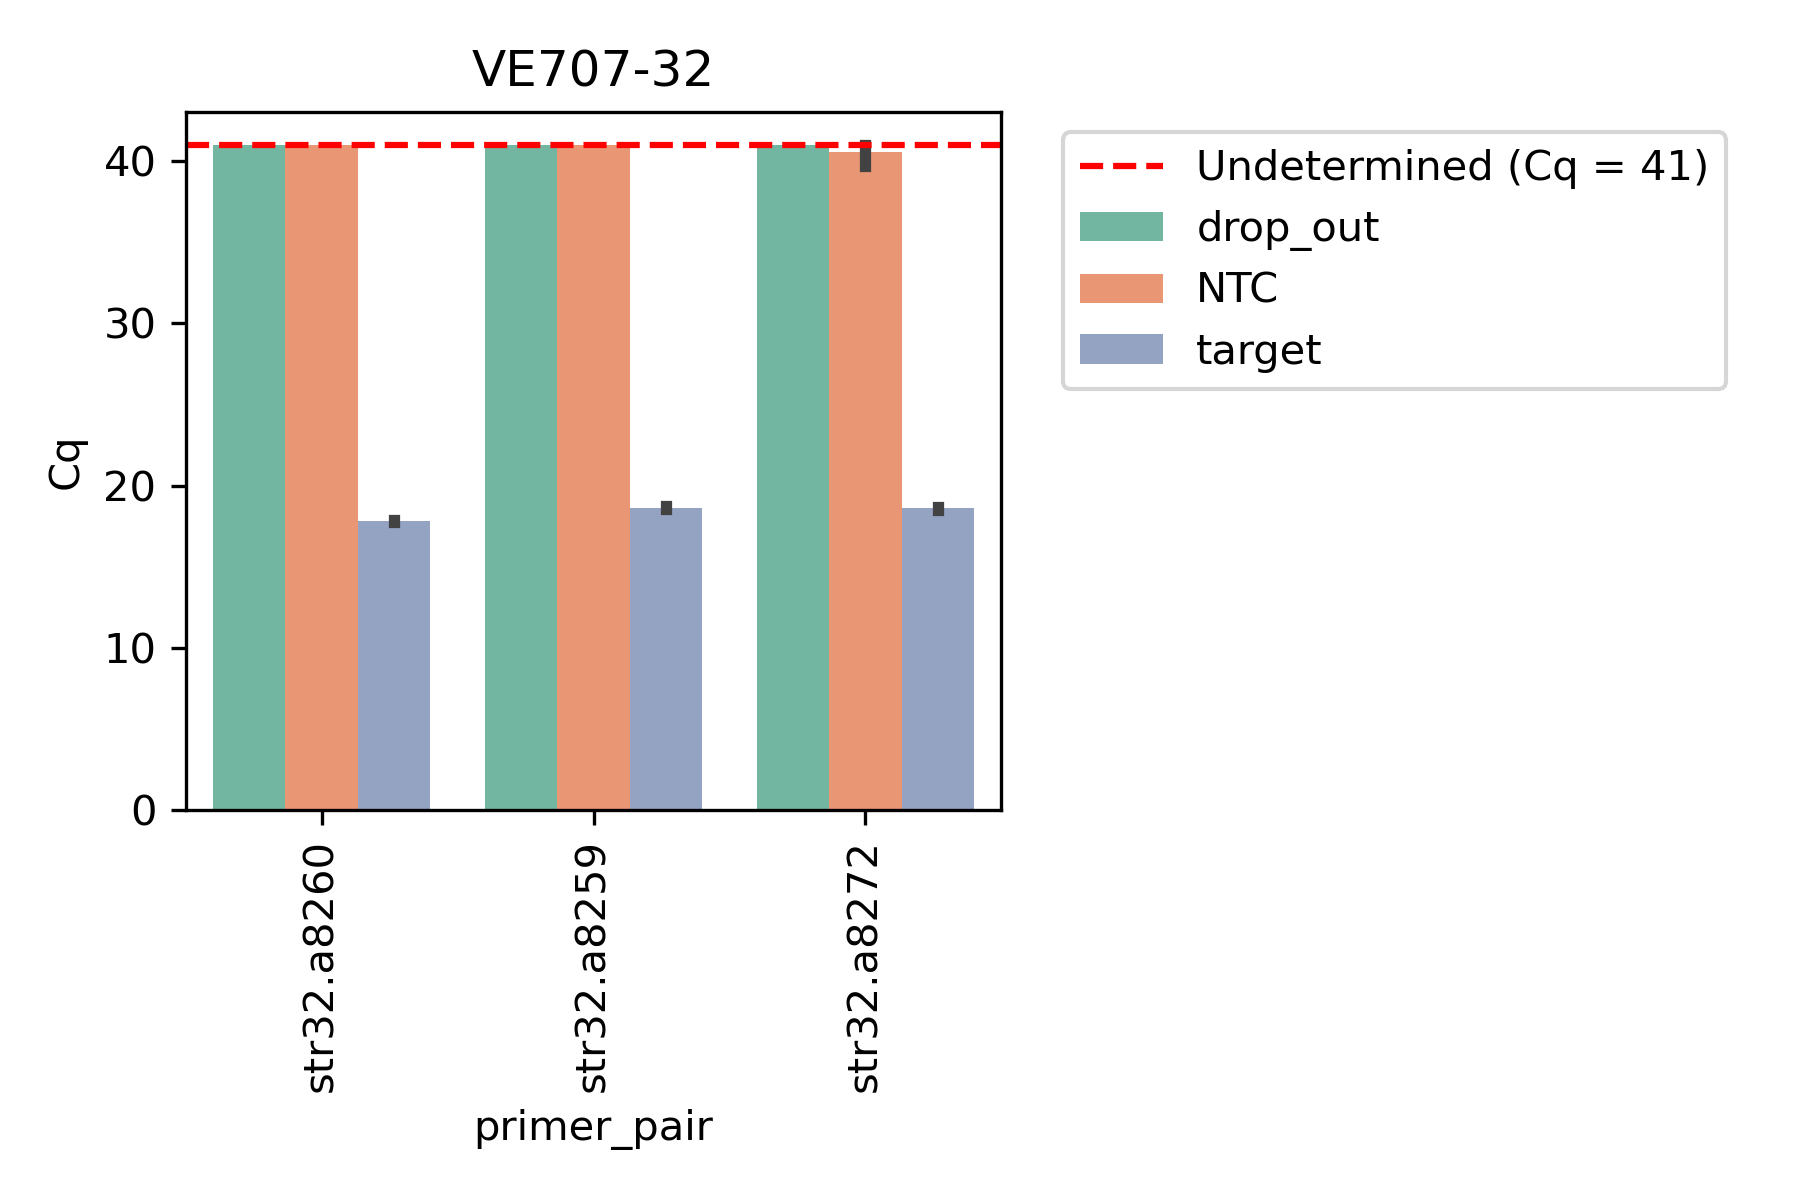 VE707-32
Cq
40
30
20
10
0
str32.a8260
str32.a8259
str32.a8272
primer_pair
Undetermined (Cq = 41)
drop_out
NTC
target